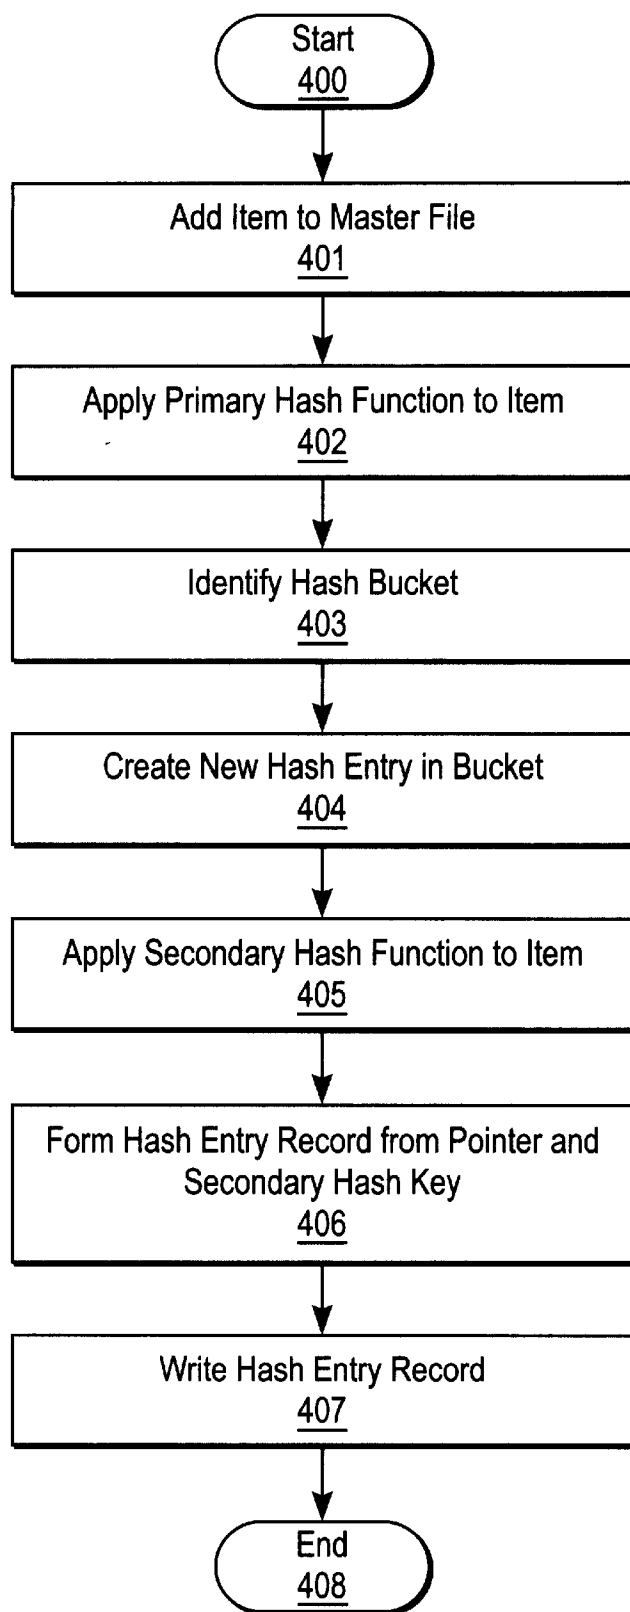 Start
400
Add Item to Master File
401
Apply Primary Hash Function to Item
402
Identify Hash Bucket
403
Create New Hash Entry in Bucket
404
Apply Secondary Hash Function to Item
405
Form Hash Entry Record from Pointer and
Secondary Hash Key
406
Write Hash Entry Record
407
End
408